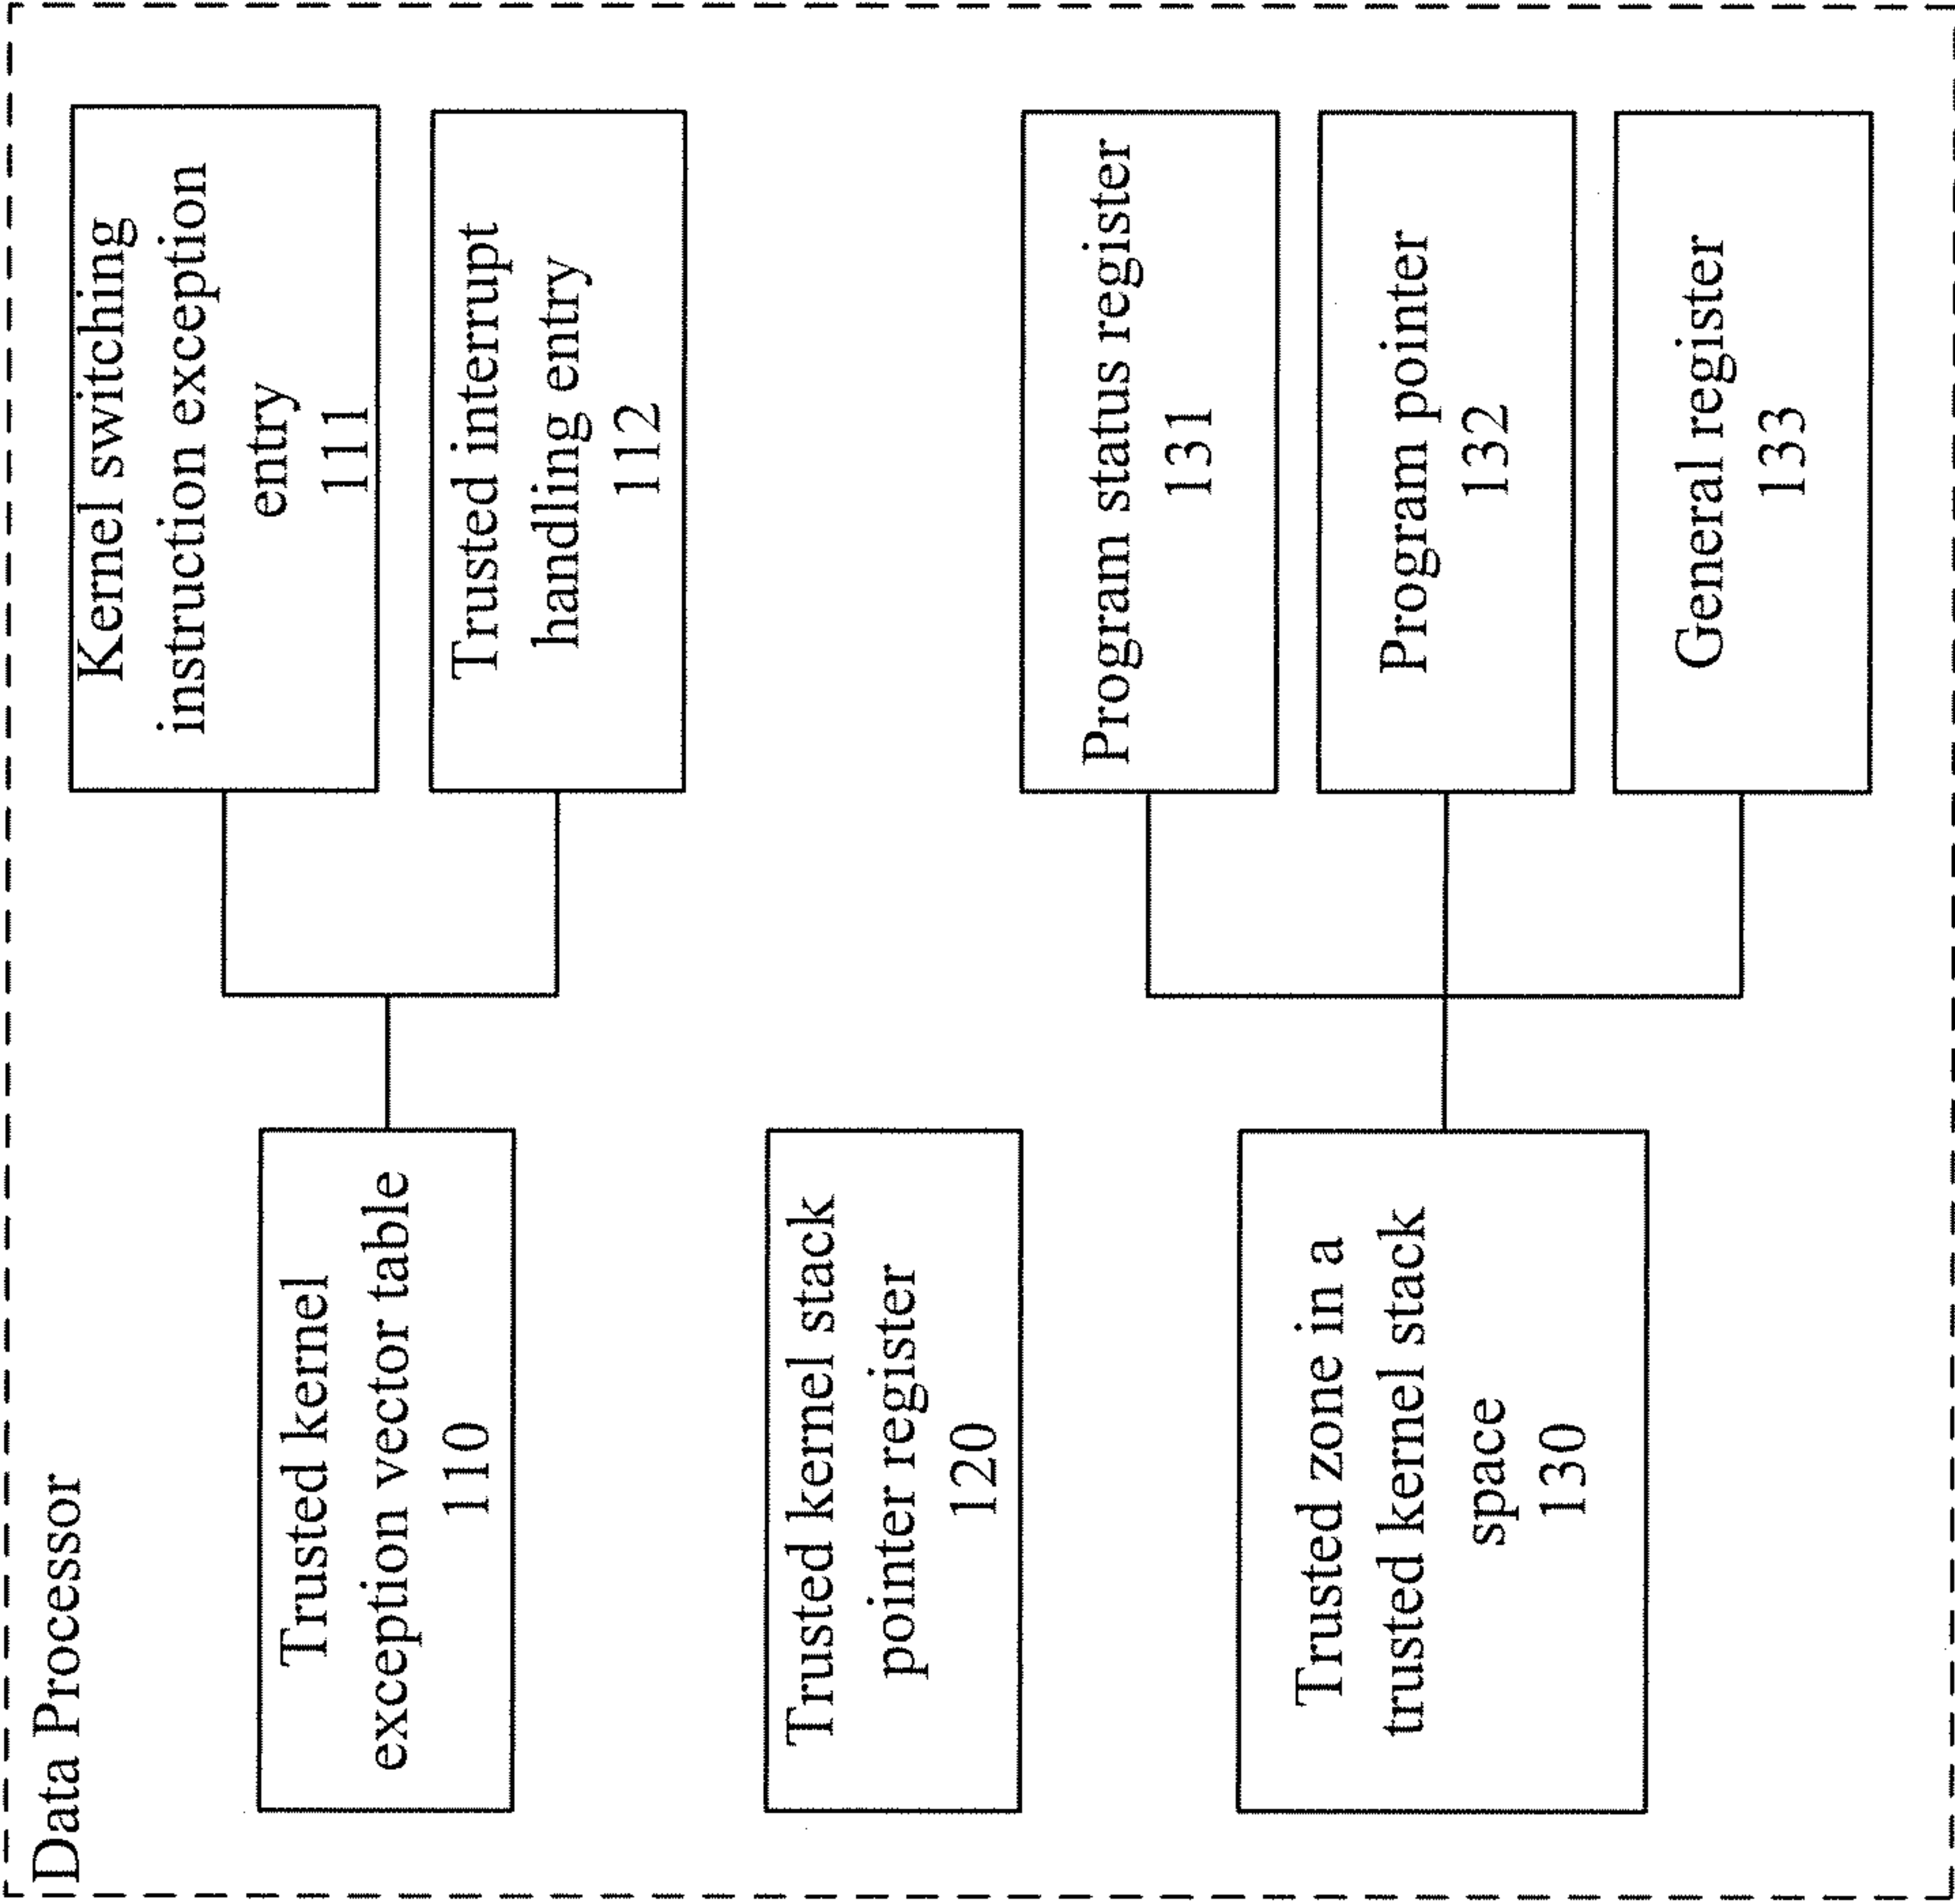 Data Processor
Trusted kernel
exception vector table
110
Kernel switching
instruction exception
entry
111
Trusted interrupt
handling entry
112
Trusted kernel stack
pointer register
120
Trusted zone in a
trusted kernel stack
space
130
Program status register
131
Program pointer
132
General register
133